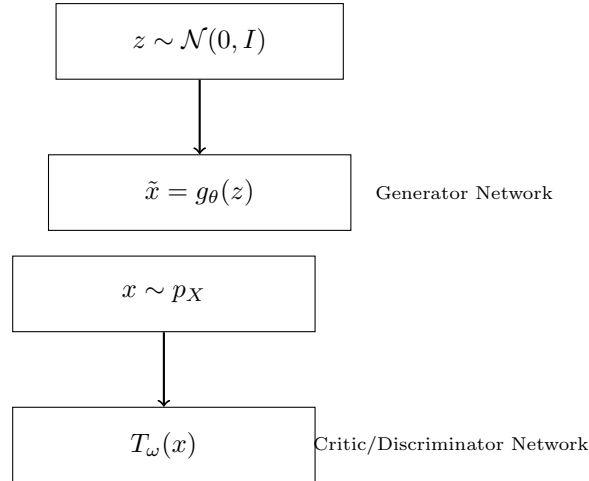 z ∼ 𝒩(0, I)
x̃ = g_θ(z)
Generator Network
x ∼ p_X
T_ω(x)
Critic/Discriminator Network